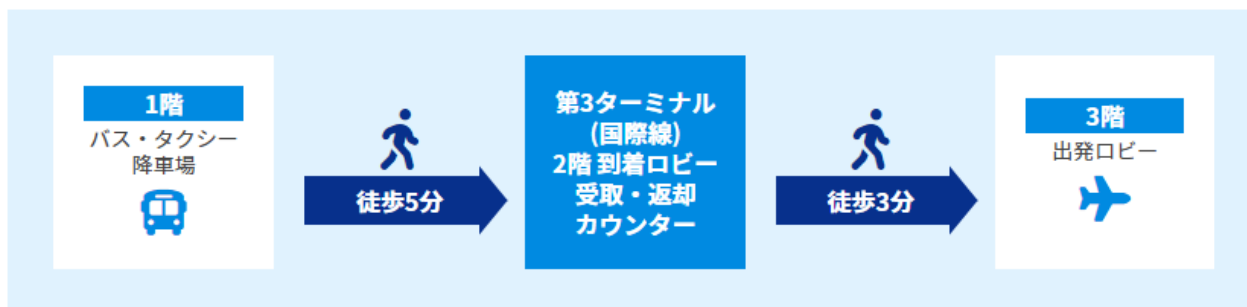 1階
バス・タクシー
降車場
徒歩5分
第3ターミナル
(国際線)
2階 到着ロビー
受取・返却
カウンター
徒歩3分
3階
出発ロビー